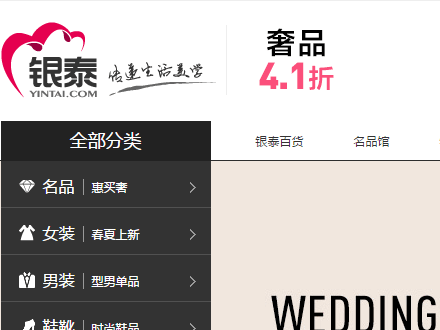 银泰
YINTAI.COM
传递生活美学
奢品
4.1折
全部分类
银泰百货
名品馆
名品 惠买奢
女装 春夏上新
男装 型男单品
鞋靴 时尚鞋品
WEDDING